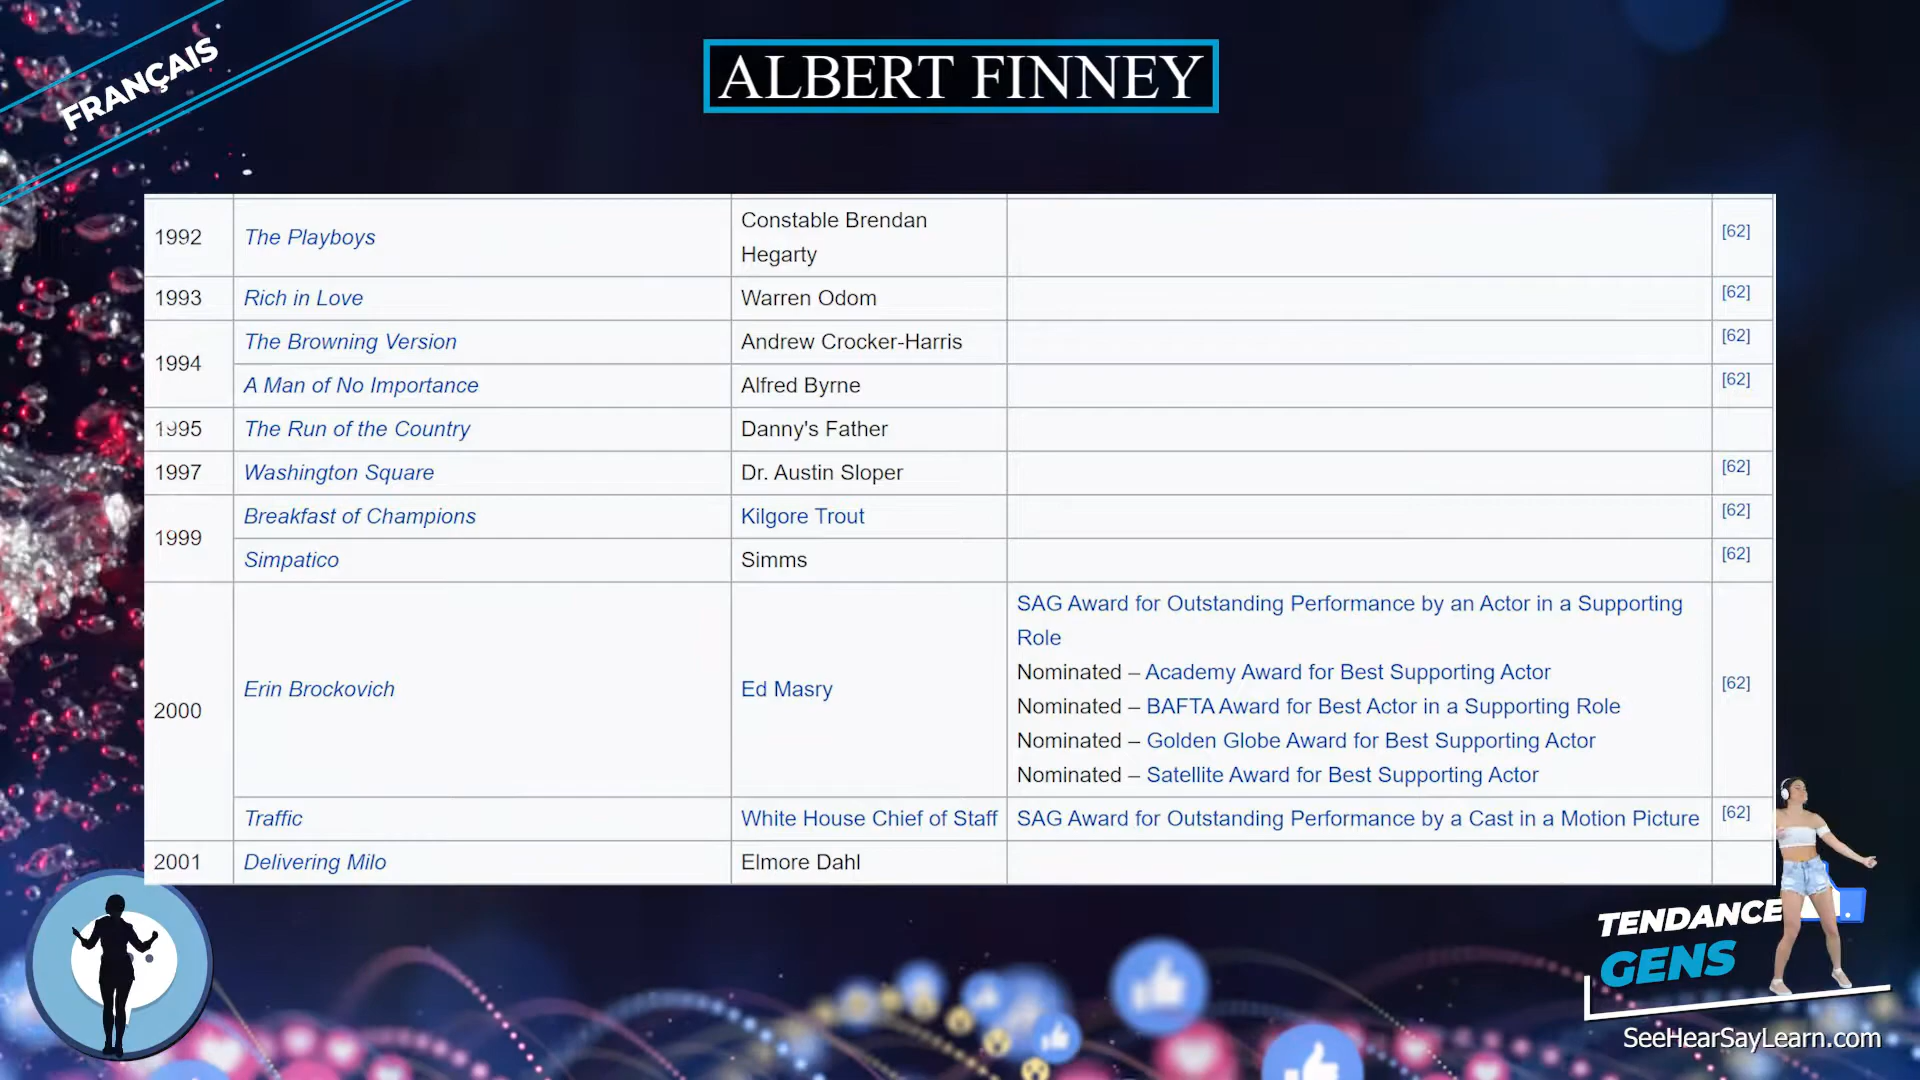 FRANÇAIS
ALBERT FINNEY
1992 The Playboys Constable Brendan Hegarty [62]
1993 Rich in Love Warren Odom [62]
1994 The Browning Version Andrew Crocker-Harris [62]
A Man of No Importance Alfred Byrne [62]
1995 The Run of the Country Danny's Father
1997 Washington Square Dr. Austin Sloper [62]
1999 Breakfast of Champions Kilgore Trout [62]
Simpatico Simms [62]
2000 Erin Brockovich Ed Masry SAG Award for Outstanding Performance by an Actor in a Supporting
Role
Nominated – Academy Award for Best Supporting Actor
Nominated – BAFTA Award for Best Actor in a Supporting Role
Nominated – Golden Globe Award for Best Supporting Actor
Nominated – Satellite Award for Best Supporting Actor [62]
Traffic White House Chief of Staff SAG Award for Outstanding Performance by a Cast in a Motion Picture [62]
2001 Delivering Milo Elmore Dahl
TENDANCE
GENS
SeeHearSayLearn.com